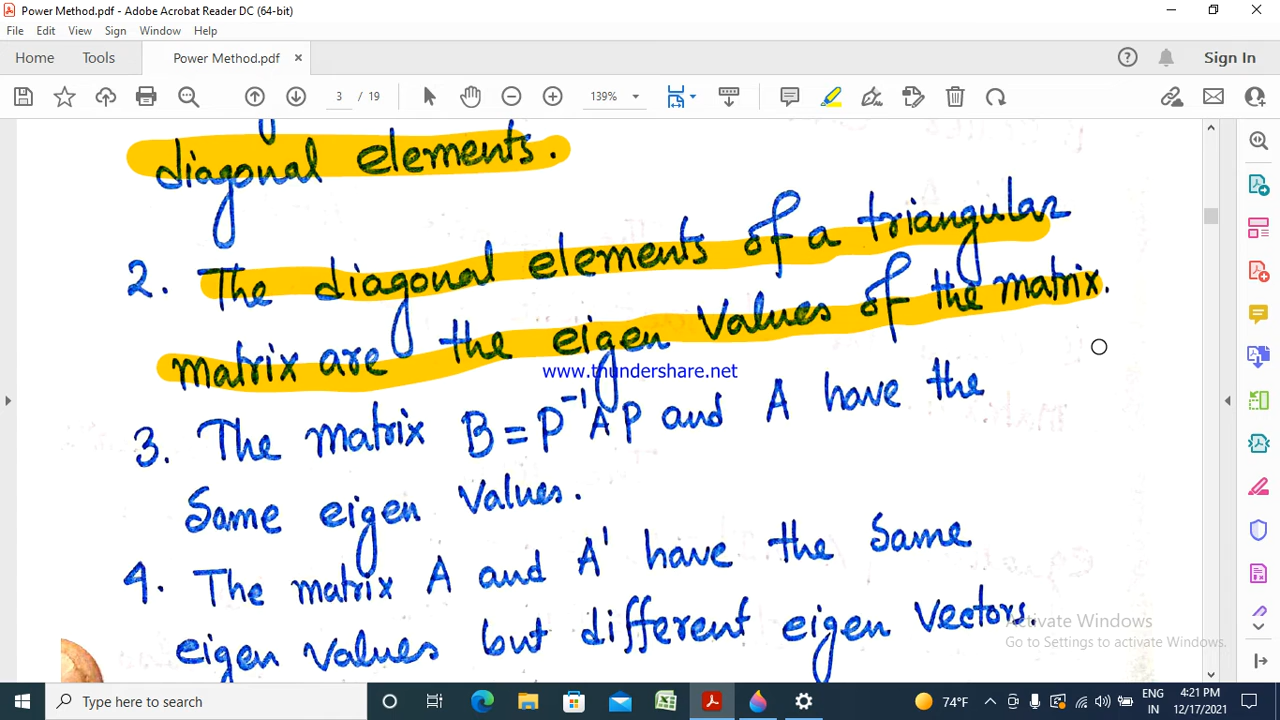 Power Method.pdf - Adobe Acrobat Reader DC (64-bit)
File Edit View Sign Window Help
Home Tools Power Method.pdf × ? Sign In
3 / 19 139%
diagonal elements.
2. The diagonal elements of a triangular
matrix are the eigen values of the matrix.
www.thundershare.net
3. The matrix B = P⁻¹AP and A have the
Same eigen values.
4. The matrix A and A' have the same
eigen values but different eigen vectors.
Activate Windows
Go to Settings to activate Windows.
Type here to search 74°F ENG 4:21 PM
IN 12/17/2021